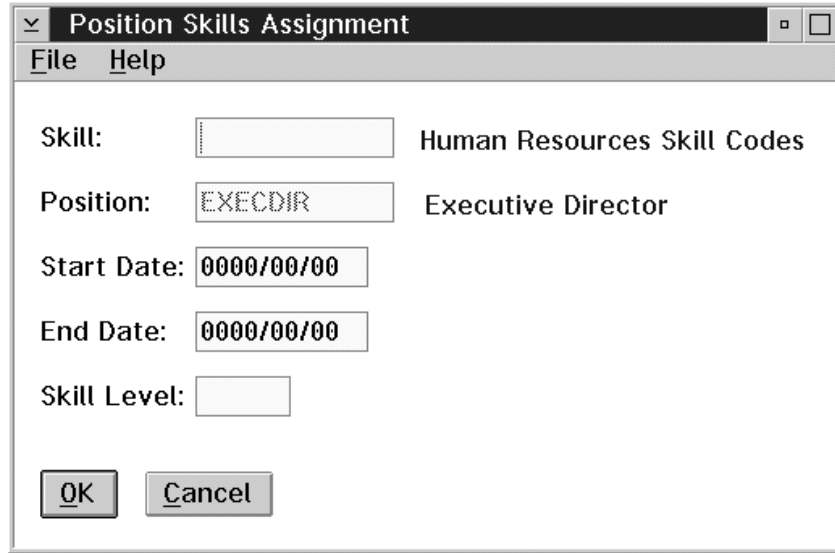 Position Skills Assignment
File Help
Skill: Human Resources Skill Codes
Position: EXECDIR Executive Director
Start Date: 0000/00/00
End Date: 0000/00/00
Skill Level:
OK Cancel